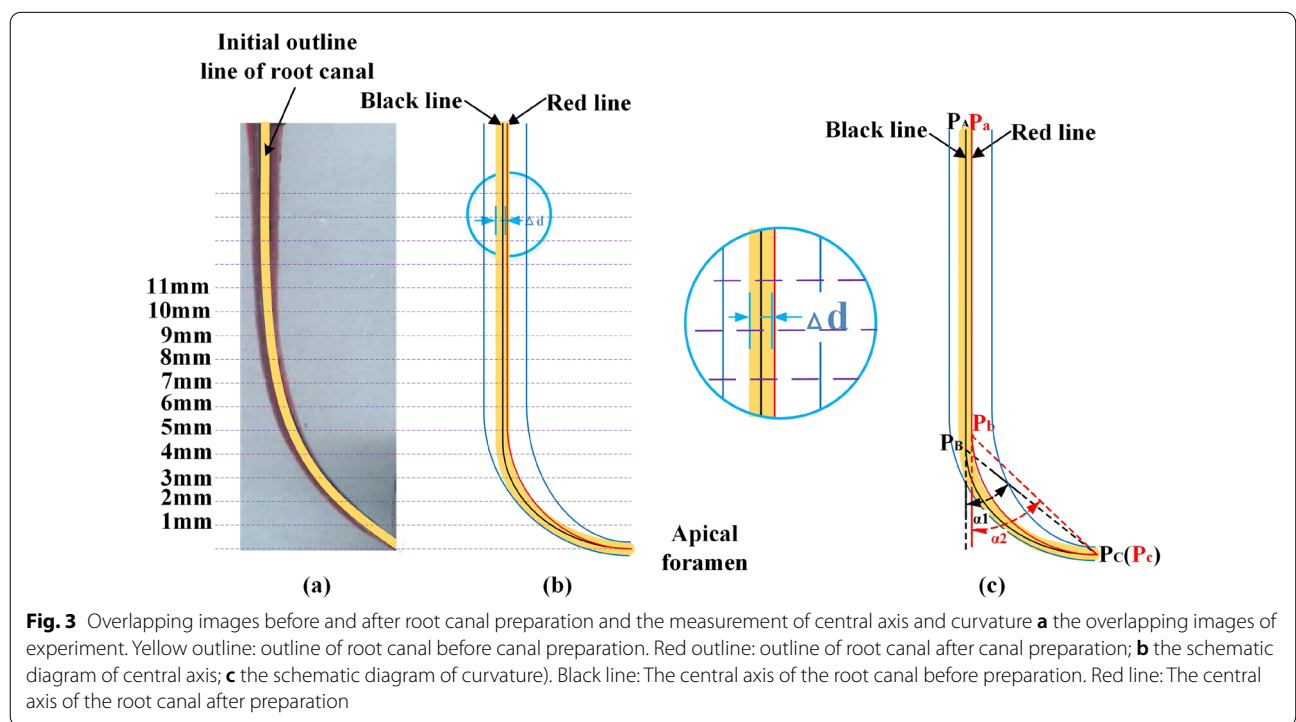 Initial outline
line of root canal
Black line
Red line
Δ d
11mm
10mm
9mm
8mm
7mm
6mm
5mm
4mm
3mm
2mm
1mm
Δ d
Apical
foramen
PA Pa
Black line
Red line
Pb
PB
α1
α2
PC(Pc)
(a)
(b)
(c)
Fig. 3 Overlapping images before and after root canal preparation and the measurement of central axis and curvature a the overlapping images of
experiment. Yellow outline: outline of root canal before canal preparation. Red outline: outline of root canal after canal preparation; b the schematic
diagram of central axis; c the schematic diagram of curvature). Black line: The central axis of the root canal before preparation. Red line: The central
axis of the root canal after preparation